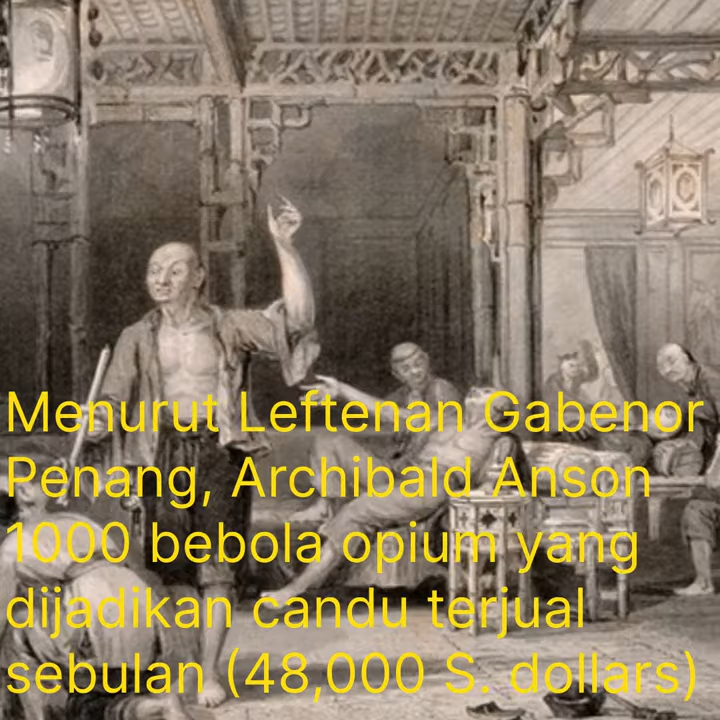 Menurut Leftenan Gabenor
Penang, Archibald Anson
1000 bebola opium yang
dijadikan candu terjual
sebulan (48,000 S. dollars)